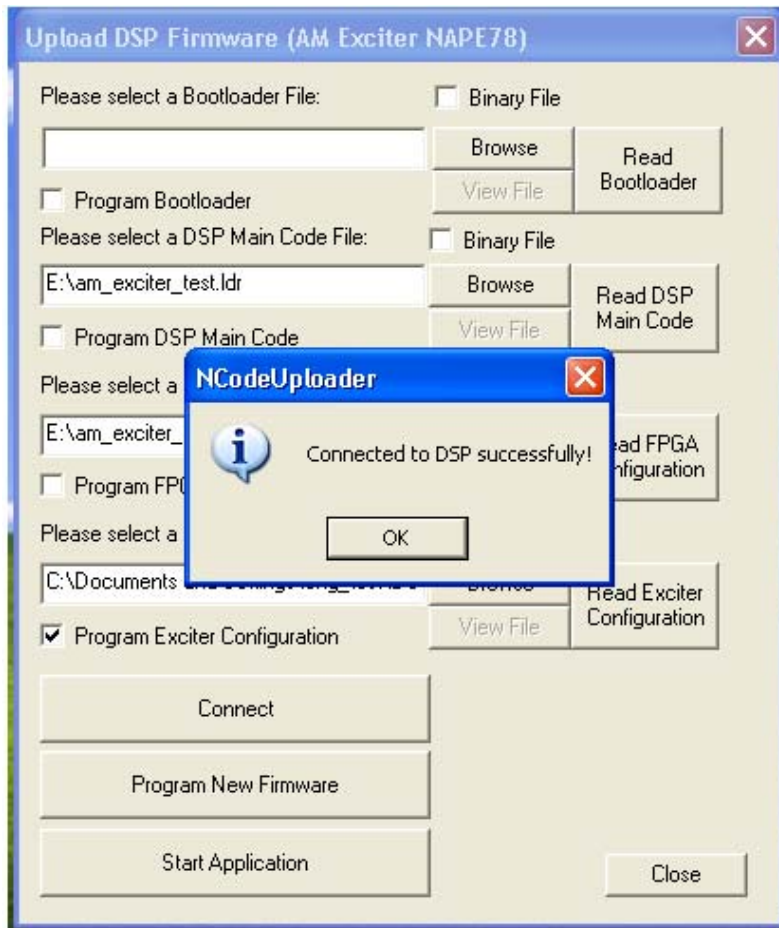 Upload DSP Firmware (AM Exciter NAPE78)
Please select a Bootloader File:
Binary File
Browse
Read
Bootloader
View File
Program Bootloader
Please select a DSP Main Code File:
Binary File
E:\am_exciter_test.ldr
Browse
Read DSP
Main Code
View File
Program DSP Main Code
NCodeUploader
Please select a
E:\am_exciter_
Connected to DSP successfully!
ad FPGA
nfiguration
Program FPG
OK
Please select a
C:\Documents
Read Exciter
Configuration
View File
Program Exciter Configuration
Connect
Program New Firmware
Start Application
Close